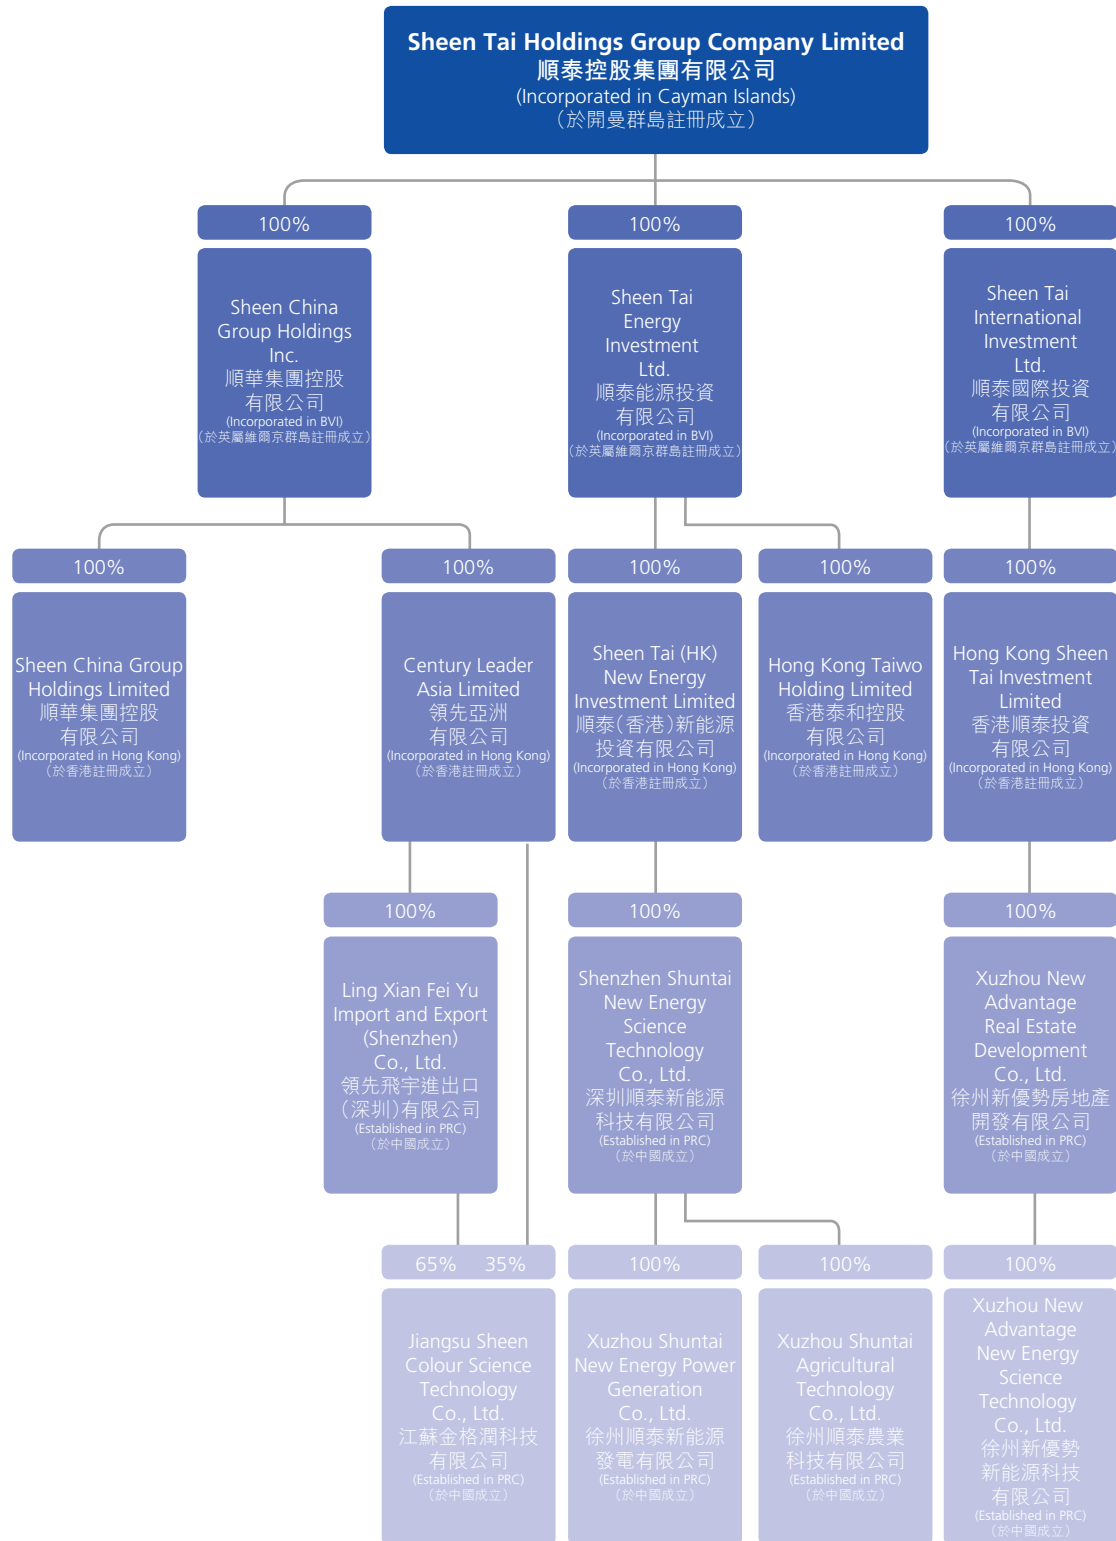 Sheen Tai Holdings Group Company Limited
順泰控股集團有限公司
(Incorporated in Cayman Islands)
（於開曼群島註冊成立）
100%
100%
100%
Sheen China
Group Holdings
Inc.
順華集團控股
有限公司
(Incorporated in BVI)
（於英屬維爾京群島註冊成立）
Sheen Tai
Energy
Investment
Ltd.
順泰能源投資
有限公司
(Incorporated in BVI)
（於英屬維爾京群島註冊成立）
Sheen Tai
International
Investment
Ltd.
順泰國際投資
有限公司
(Incorporated in BVI)
（於英屬維爾京群島註冊成立）
100%
100%
100%
100%
100%
Sheen China Group
Holdings Limited
順華集團控股
有限公司
(Incorporated in Hong Kong)
（於香港註冊成立）
Century Leader
Asia Limited
領先亞洲
有限公司
(Incorporated in Hong Kong)
（於香港註冊成立）
Sheen Tai (HK)
New Energy
Investment Limited
順泰（香港）新能源
投資有限公司
(Incorporated in Hong Kong)
（於香港註冊成立）
Hong Kong Taiwo
Holding Limited
香港泰和控股
有限公司
(Incorporated in Hong Kong)
（於香港註冊成立）
Hong Kong Sheen
Tai Investment
Limited
香港順泰投資
有限公司
(Incorporated in Hong Kong)
（於香港註冊成立）
100%
100%
100%
Ling Xian Fei Yu
Import and Export
(Shenzhen)
Co., Ltd.
領先飛宇進出口
（深圳）有限公司
(Established in PRC)
（於中國成立）
Shenzhen Shuntai
New Energy
Science
Technology
Co., Ltd.
深圳順泰新能源
科技有限公司
(Established in PRC)
（於中國成立）
Xuzhou New
Advantage
Real Estate
Development
Co., Ltd.
徐州新優勢房地產
開發有限公司
(Established in PRC)
（於中國成立）
65% 35%
100%
100%
100%
Jiangsu Sheen
Colour Science
Technology
Co., Ltd.
江蘇金格潤科技
有限公司
(Established in PRC)
（於中國成立）
Xuzhou Shuntai
New Energy Power
Generation
Co., Ltd.
徐州順泰新能源
發電有限公司
(Established in PRC)
（於中國成立）
Xuzhou Shuntai
Agricultural
Technology
Co., Ltd.
徐州順泰農業
科技有限公司
(Established in PRC)
（於中國成立）
Xuzhou New
Advantage
New Energy
Science
Technology
Co., Ltd.
徐州新優勢
新能源科技
有限公司
(Established in PRC)
（於中國成立）